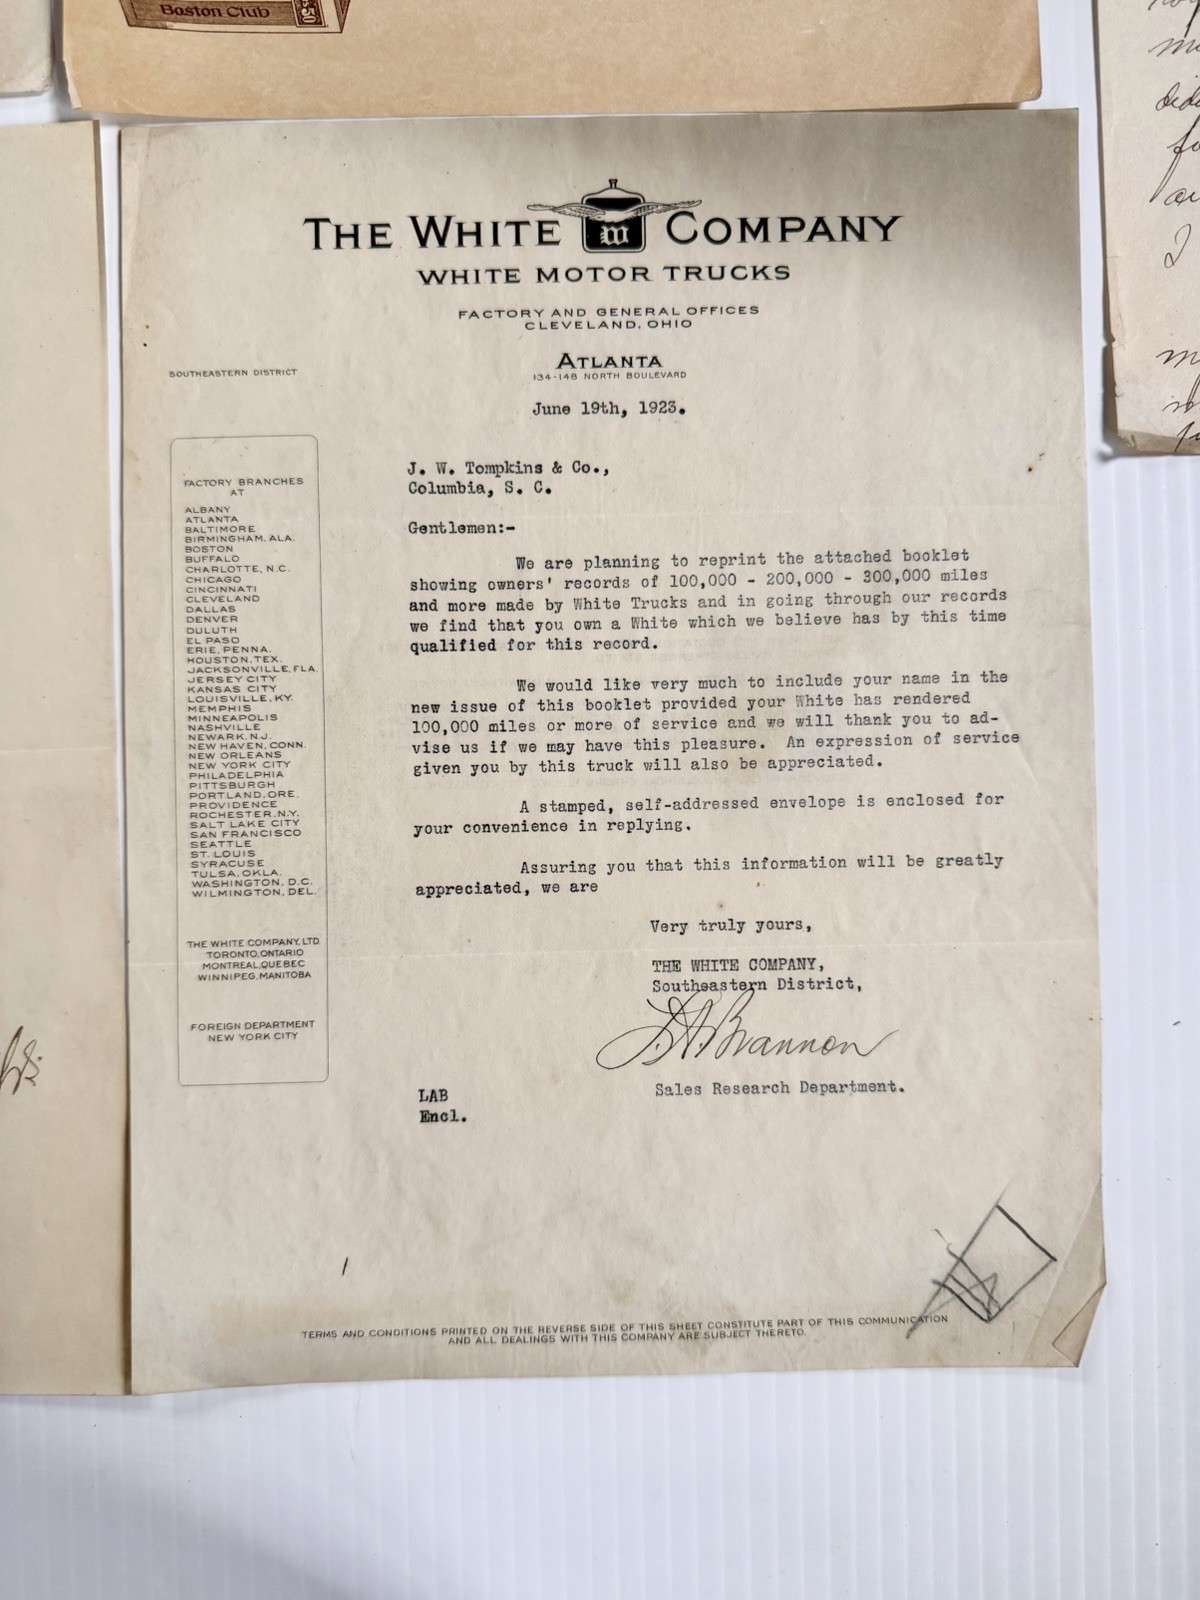 Boston Club
THE WHITE COMPANY
WHITE MOTOR TRUCKS
FACTORY AND GENERAL OFFICES
CLEVELAND, OHIO
ATLANTA
134-148 NORTH BOULEVARD
SOUTHEASTERN DISTRICT
June 19th, 1923.
FACTORY BRANCHES
AT
ALBANY
ATLANTA
BALTIMORE
BIRMINGHAM, ALA.
BOSTON
BUFFALO
CHARLOTTE, N.C.
CHICAGO
CINCINNATI
CLEVELAND
DALLAS
DENVER
DULUTH
EL PASO
ERIE, PENNA.
HOUSTON, TEX.
JACKSONVILLE, FLA.
JERSEY CITY
KANSAS CITY
LOUISVILLE, KY.
MEMPHIS
MINNEAPOLIS
NASHVILLE
NEWARK, N.J.
NEW HAVEN, CONN.
NEW ORLEANS
NEW YORK CITY
PHILADELPHIA
PITTSBURGH
PORTLAND, ORE.
PROVIDENCE
ROCHESTER, N.Y.
SALT LAKE CITY
SAN FRANCISCO
SEATTLE
ST. LOUIS
SYRACUSE
TULSA, OKLA.
WASHINGTON, D.C.
WILMINGTON, DEL.
THE WHITE COMPANY, LTD.
TORONTO, ONTARIO
MONTREAL, QUEBEC
WINNIPEG, MANITOBA
FOREIGN DEPARTMENT
NEW YORK CITY
J. W. Tompkins & Co.,
Columbia, S. C.
Gentlemen:-
We are planning to reprint the attached booklet
showing owners' records of 100,000 - 200,000 - 300,000 miles
and more made by White Trucks and in going through our records
we find that you own a White which we believe has by this time
qualified for this record.
We would like very much to include your name in the
new issue of this booklet provided your White has rendered
100,000 miles or more of service and we will thank you to ad-
vise us if we may have this pleasure. An expression of service
given you by this truck will also be appreciated.
A stamped, self-addressed envelope is enclosed for
your convenience in replying.
Assuring you that this information will be greatly
appreciated, we are
Very truly yours,
THE WHITE COMPANY,
Southeastern District,
L.A. Brannon
Sales Research Department.
LAB
Encl.
TERMS AND CONDITIONS PRINTED ON THE REVERSE SIDE OF THIS SHEET CONSTITUTE PART OF THIS COMMUNICATION
AND ALL DEALINGS WITH THIS COMPANY ARE SUBJECT THERETO.